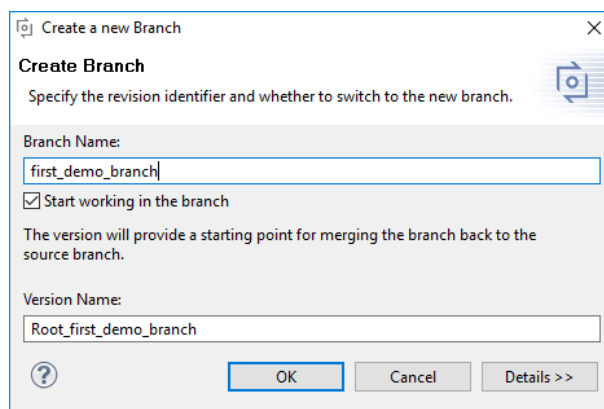 Create a new Branch
Create Branch
Specify the revision identifier and whether to switch to the new branch.
Branch Name:
first_demo_branch
Start working in the branch
The version will provide a starting point for merging the branch back to the
source branch.
Version Name:
Root_first_demo_branch
? OK Cancel Details >>